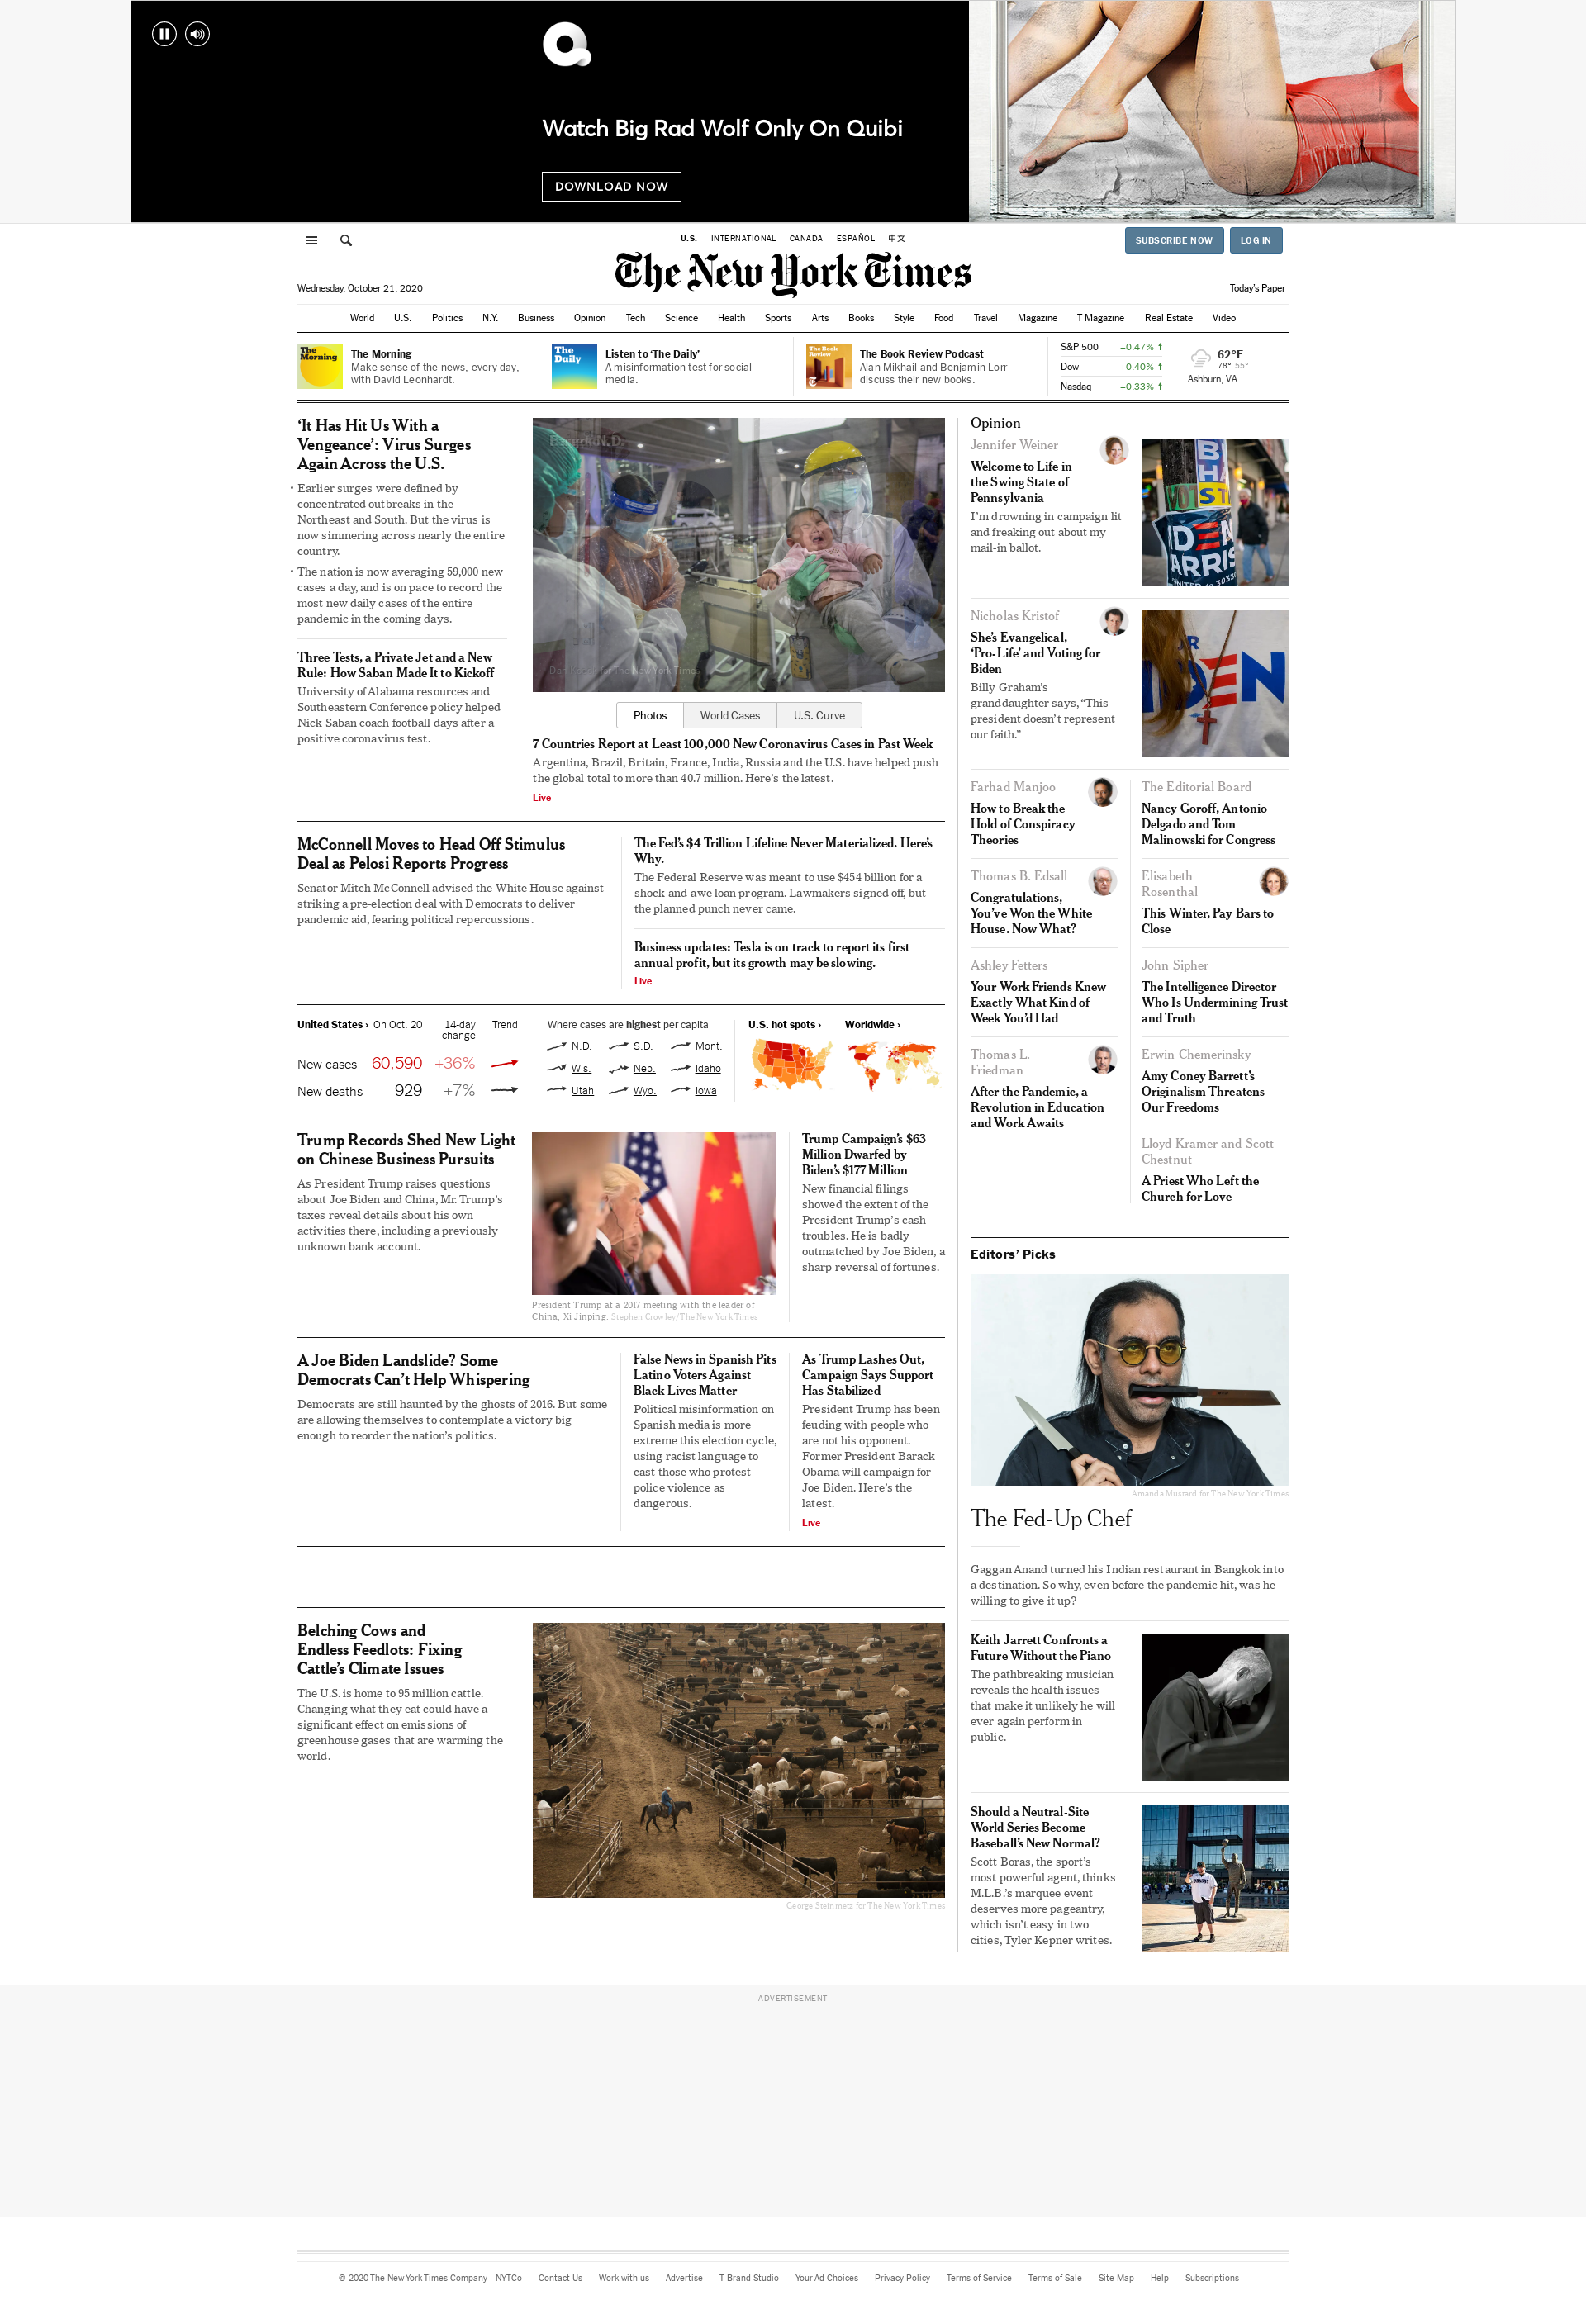 Watch Big Rad Wolf Only On Quibi
DOWNLOAD NOW
U.S. INTERNATIONAL CANADA ESPAÑOL 中文
SUBSCRIBE NOW LOG IN
The New York Times
Wednesday, October 21, 2020
Today's Paper
World U.S. Politics N.Y. Business Opinion Tech Science Health Sports Arts Books Style Food Travel Magazine T Magazine Real Estate Video
The Morning
The Morning
Make sense of the news, every day,
with David Leonhardt.
The Daily
Listen to ‘The Daily’
A misinformation test for social
media.
The Book Review
The Book Review Podcast
Alan Mikhail and Benjamin Lorr
discuss their new books.
S&P 500 +0.47% ↑
Dow +0.40% ↑
Nasdaq +0.33% ↑
62°F
78° 55°
Ashburn, VA
‘It Has Hit Us With a
Vengeance’: Virus Surges
Again Across the U.S.
• Earlier surges were defined by
concentrated outbreaks in the
Northeast and South. But the virus is
now simmering across nearly the entire
country.
• The nation is now averaging 59,000 new
cases a day, and is on pace to record the
most new daily cases of the entire
pandemic in the coming days.
Three Tests, a Private Jet and a New
Rule: How Saban Made It to Kickoff
University of Alabama resources and
Southeastern Conference policy helped
Nick Saban coach football days after a
positive coronavirus test.
Photos World Cases U.S. Curve
7 Countries Report at Least 100,000 New Coronavirus Cases in Past Week
Argentina, Brazil, Britain, France, India, Russia and the U.S. have helped push
the global total to more than 40.7 million. Here’s the latest.
Live
McConnell Moves to Head Off Stimulus
Deal as Pelosi Reports Progress
Senator Mitch McConnell advised the White House against
striking a pre-election deal with Democrats to deliver
pandemic aid, fearing political repercussions.
The Fed’s $4 Trillion Lifeline Never Materialized. Here’s
Why.
The Federal Reserve was meant to use $454 billion for a
shock-and-awe loan program. Lawmakers signed off, but
the planned punch never came.
Business updates: Tesla is on track to report its first
annual profit, but its growth may be slowing.
Live
United States › On Oct. 20 14-day
change Trend
New cases 60,590 +36%
New deaths 929 +7%
Where cases are highest per capita
N.D. S.D. Mont.
Wis. Neb. Idaho
Utah Wyo. Iowa
U.S. hot spots › Worldwide ›
Trump Records Shed New Light
on Chinese Business Pursuits
As President Trump raises questions
about Joe Biden and China, Mr. Trump’s
taxes reveal details about his own
activities there, including a previously
unknown bank account.
President Trump at a 2017 meeting with the leader of
China, Xi Jinping. Stephen Crowley/The New York Times
Trump Campaign’s $63
Million Dwarfed by
Biden’s $177 Million
New financial filings
showed the extent of the
President Trump’s cash
troubles. He is badly
outmatched by Joe Biden, a
sharp reversal of fortunes.
A Joe Biden Landslide? Some
Democrats Can’t Help Whispering
Democrats are still haunted by the ghosts of 2016. But some
are allowing themselves to contemplate a victory big
enough to reorder the nation’s politics.
False News in Spanish Pits
Latino Voters Against
Black Lives Matter
Political misinformation on
Spanish media is more
extreme this election cycle,
using racist language to
cast those who protest
police violence as
dangerous.
As Trump Lashes Out,
Campaign Says Support
Has Stabilized
President Trump has been
feuding with people who
are not his opponent.
Former President Barack
Obama will campaign for
Joe Biden. Here’s the
latest.
Live
Belching Cows and
Endless Feedlots: Fixing
Cattle’s Climate Issues
The U.S. is home to 95 million cattle.
Changing what they eat could have a
significant effect on emissions of
greenhouse gases that are warming the
world.
George Steinmetz for The New York Times
Opinion
Jennifer Weiner
Welcome to Life in
the Swing State of
Pennsylvania
I’m drowning in campaign lit
and freaking out about my
mail-in ballot.
Nicholas Kristof
She’s Evangelical,
‘Pro-Life’ and Voting for
Biden
Billy Graham’s
granddaughter says, “This
president doesn’t represent
our faith.”
Farhad Manjoo
How to Break the
Hold of Conspiracy
Theories
The Editorial Board
Nancy Goroff, Antonio
Delgado and Tom
Malinowski for Congress
Thomas B. Edsall
Congratulations,
You’ve Won the White
House. Now What?
Elisabeth
Rosenthal
This Winter, Pay Bars to
Close
Ashley Fetters
Your Work Friends Knew
Exactly What Kind of
Week You’d Had
John Sipher
The Intelligence Director
Who Is Undermining Trust
and Truth
Thomas L.
Friedman
After the Pandemic, a
Revolution in Education
and Work Awaits
Erwin Chemerinsky
Amy Coney Barrett’s
Originalism Threatens
Our Freedoms
Lloyd Kramer and Scott
Chestnut
A Priest Who Left the
Church for Love
Editors’ Picks
Amanda Mustard for The New York Times
The Fed-Up Chef
Gaggan Anand turned his Indian restaurant in Bangkok into
a destination. So why, even before the pandemic hit, was he
willing to give it up?
Keith Jarrett Confronts a
Future Without the Piano
The pathbreaking musician
reveals the health issues
that make it unlikely he will
ever again perform in
public.
Should a Neutral-Site
World Series Become
Baseball’s New Normal?
Scott Boras, the sport’s
most powerful agent, thinks
M.L.B.’s marquee event
deserves more pageantry,
which isn’t easy in two
cities, Tyler Kepner writes.
ADVERTISEMENT
© 2020 The New York Times Company NYTCo Contact Us Work with us Advertise T Brand Studio Your Ad Choices Privacy Policy Terms of Service Terms of Sale Site Map Help Subscriptions